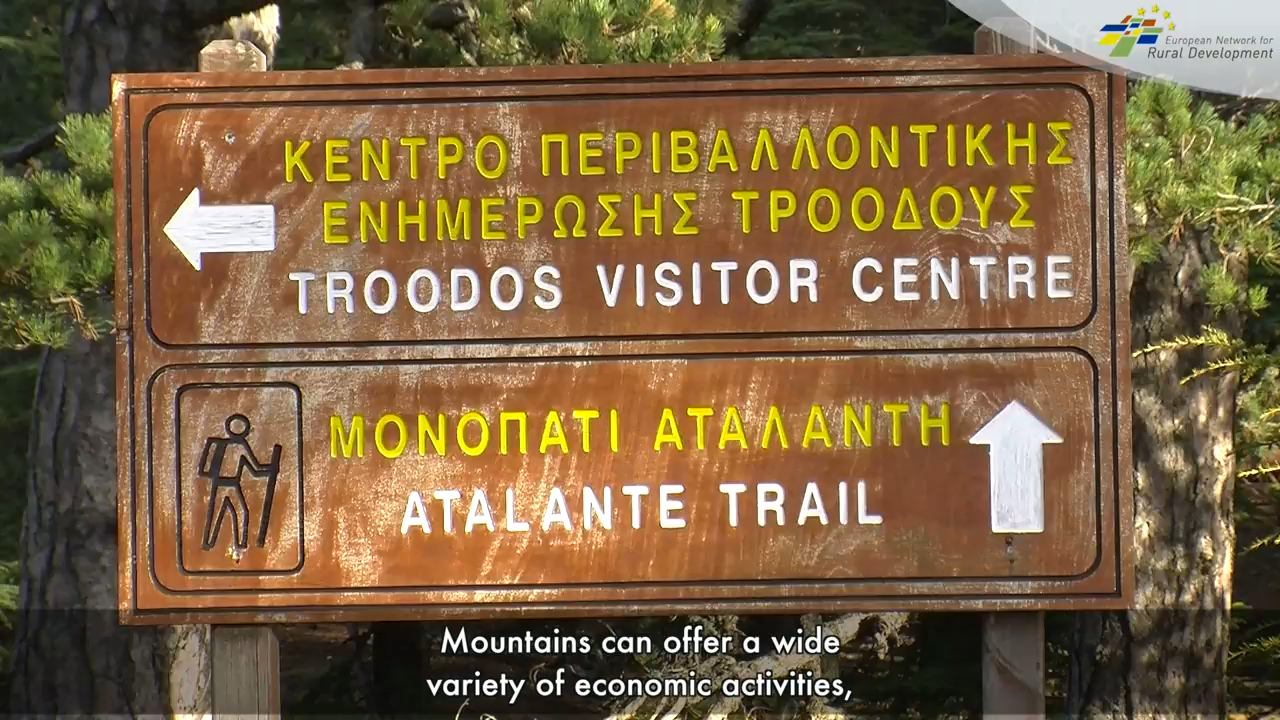 European Network for
Rural Development
ΚΕΝΤΡΟ ΠΕΡΙΒΑΛΛΟΝΤΙΚΗΣ
ΕΝΗΜΕΡΩΣΗΣ ΤΡΟΟΔΟΥΣ
TROODOS VISITOR CENTRE
ΜΟΝΟΠΑΤΙ ΑΤΑΛΑΝΤΗ
ATALANTE TRAIL
Mountains can offer a wide
variety of economic activities,